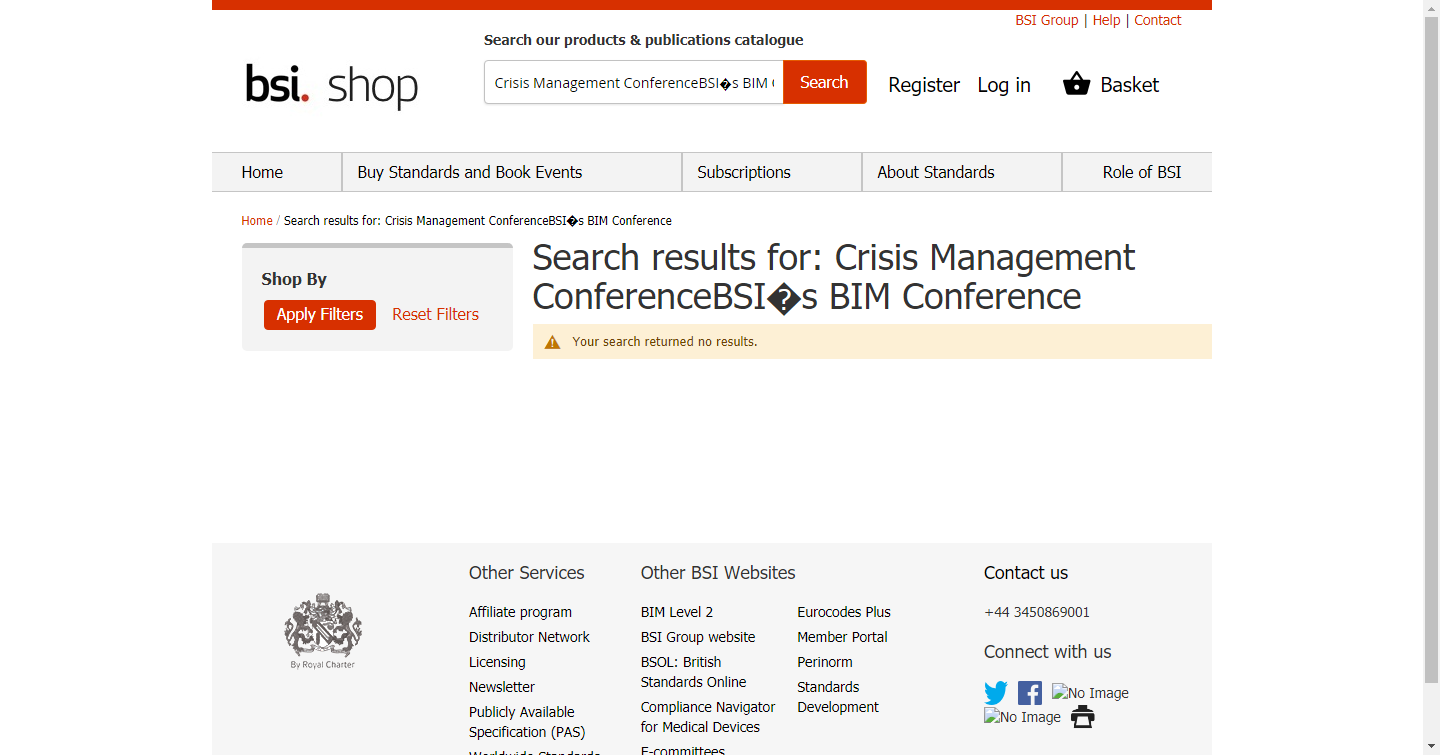 BSI Group | Help | Contact
Search our products & publications catalogue
bsi. shop
Crisis Management ConferenceBSI�s BIM
Search
Register
Log in
Basket
Home
Buy Standards and Book Events
Subscriptions
About Standards
Role of BSI
Home / Search results for: Crisis Management ConferenceBSI�s BIM Conference
Shop By
Apply Filters
Reset Filters
Search results for: Crisis Management
ConferenceBSI�s BIM Conference
Your search returned no results.
By Royal Charter
Other Services
Affiliate program
Distributor Network
Licensing
Newsletter
Publicly Available
Specification (PAS)
Worldwide Standards
Other BSI Websites
BIM Level 2
BSI Group website
BSOL: British
Standards Online
Compliance Navigator
for Medical Devices
E-committees
Eurocodes Plus
Member Portal
Perinorm
Standards
Development
Contact us
+44 3450869001
Connect with us
No Image
No Image